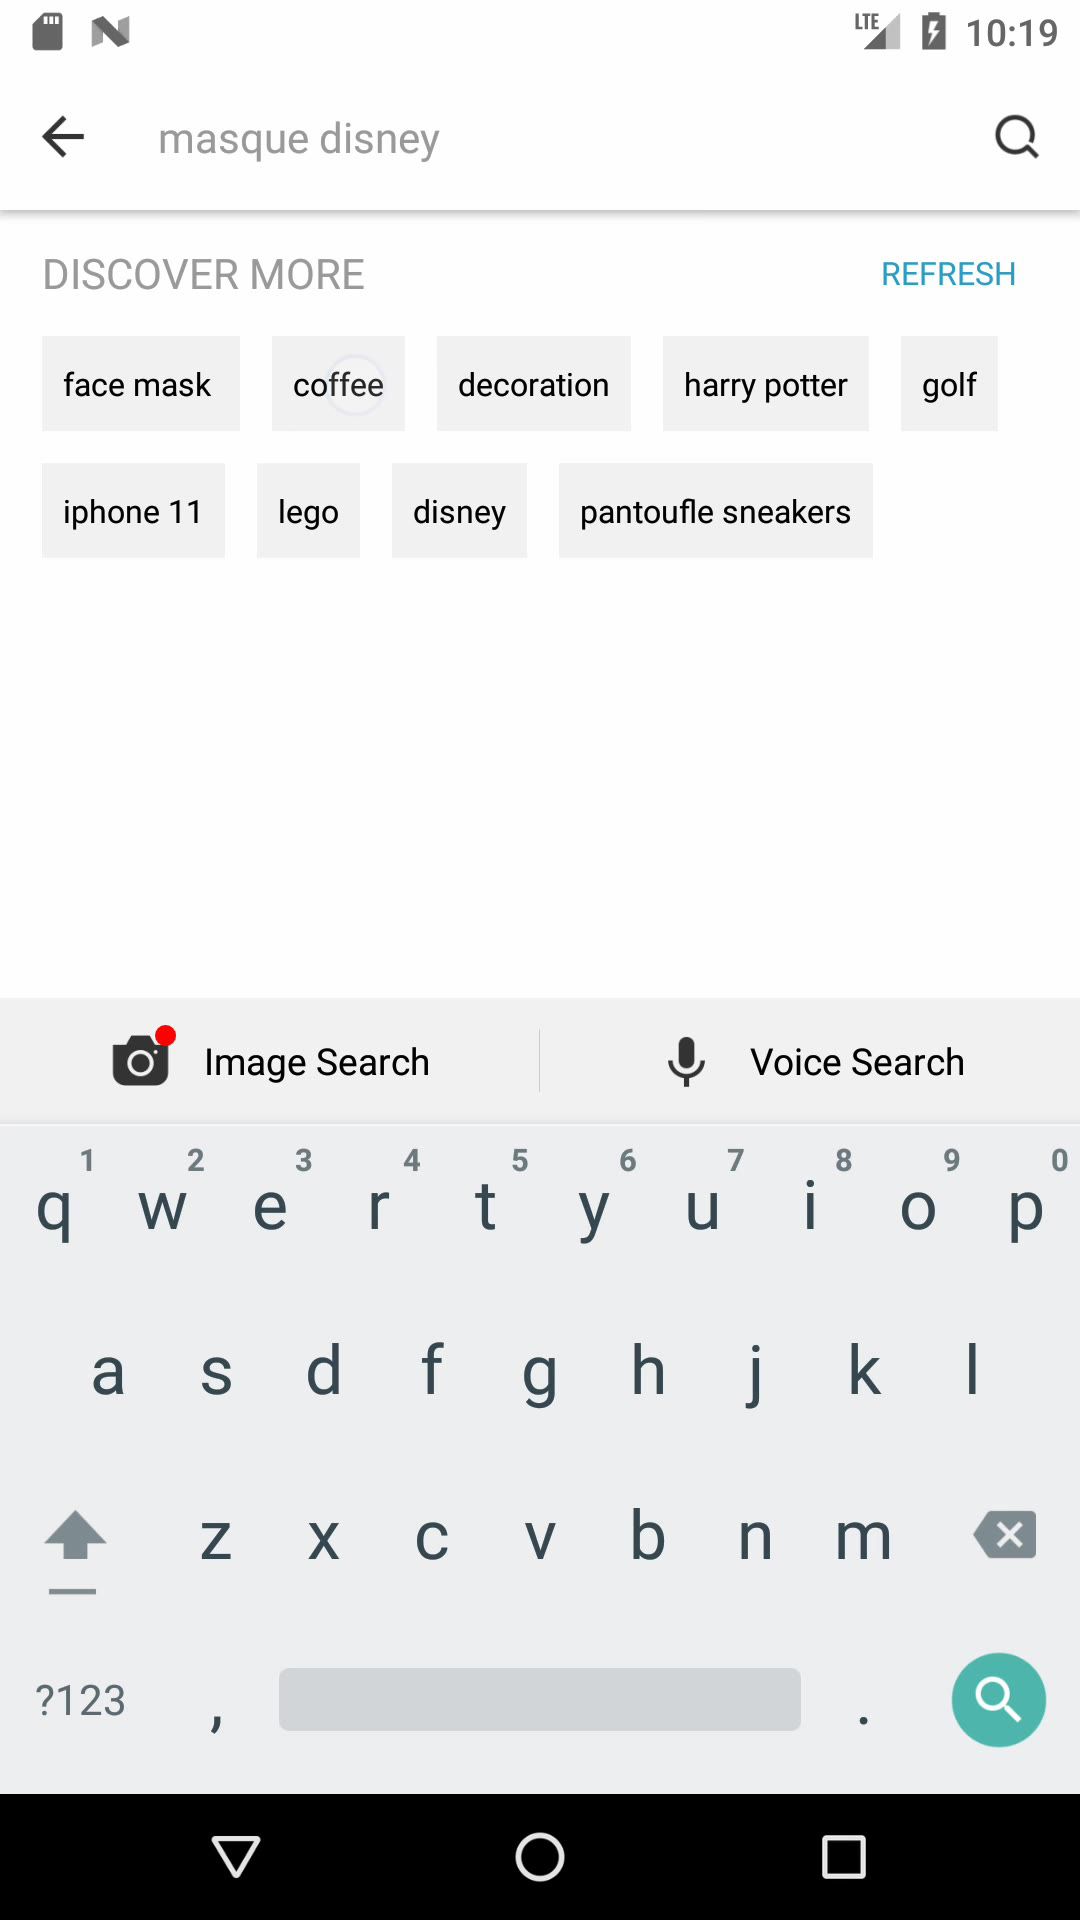 LTE 10:19
masque disney
DISCOVER MORE REFRESH
face mask coffee decoration harry potter golf
iphone 11 lego disney pantoufle sneakers
Image Search Voice Search
1 2 3 4 5 6 7 8 9 0
q w e r t y u i o p
a s d f g h j k l
z x c v b n m
?123 , .